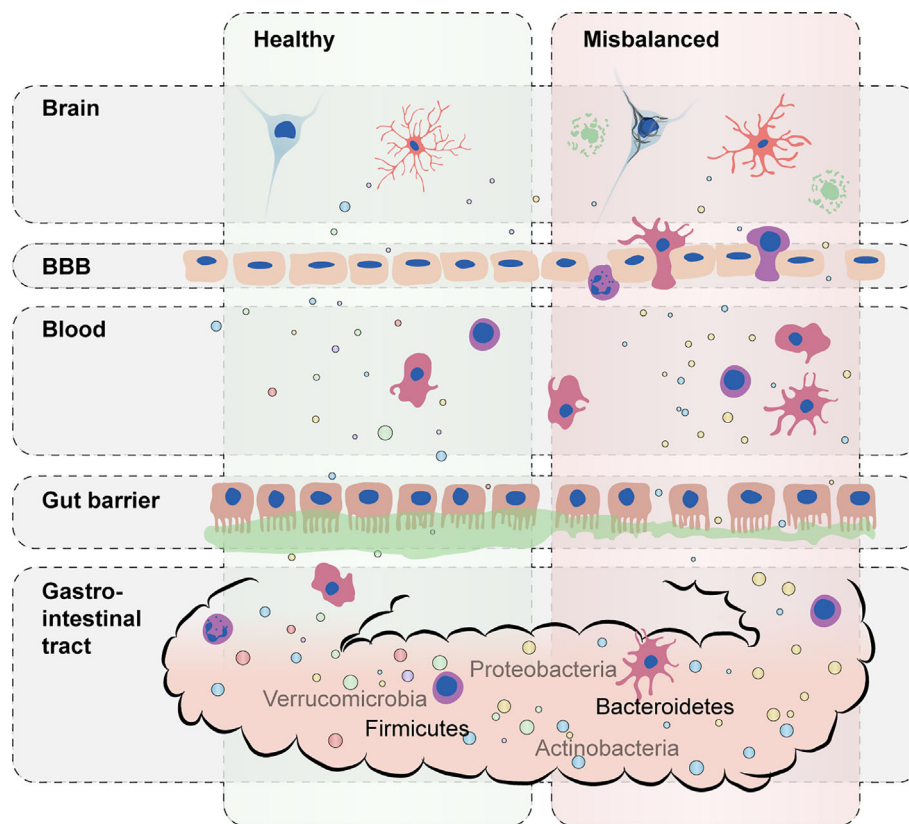 Healthy
Misbalanced
Brain
BBB
Blood
Gut barrier
Gastro-
intestinal
tract
Proteobacteria
Verrucomicrobia
Bacteroidetes
Firmicutes
Actinobacteria